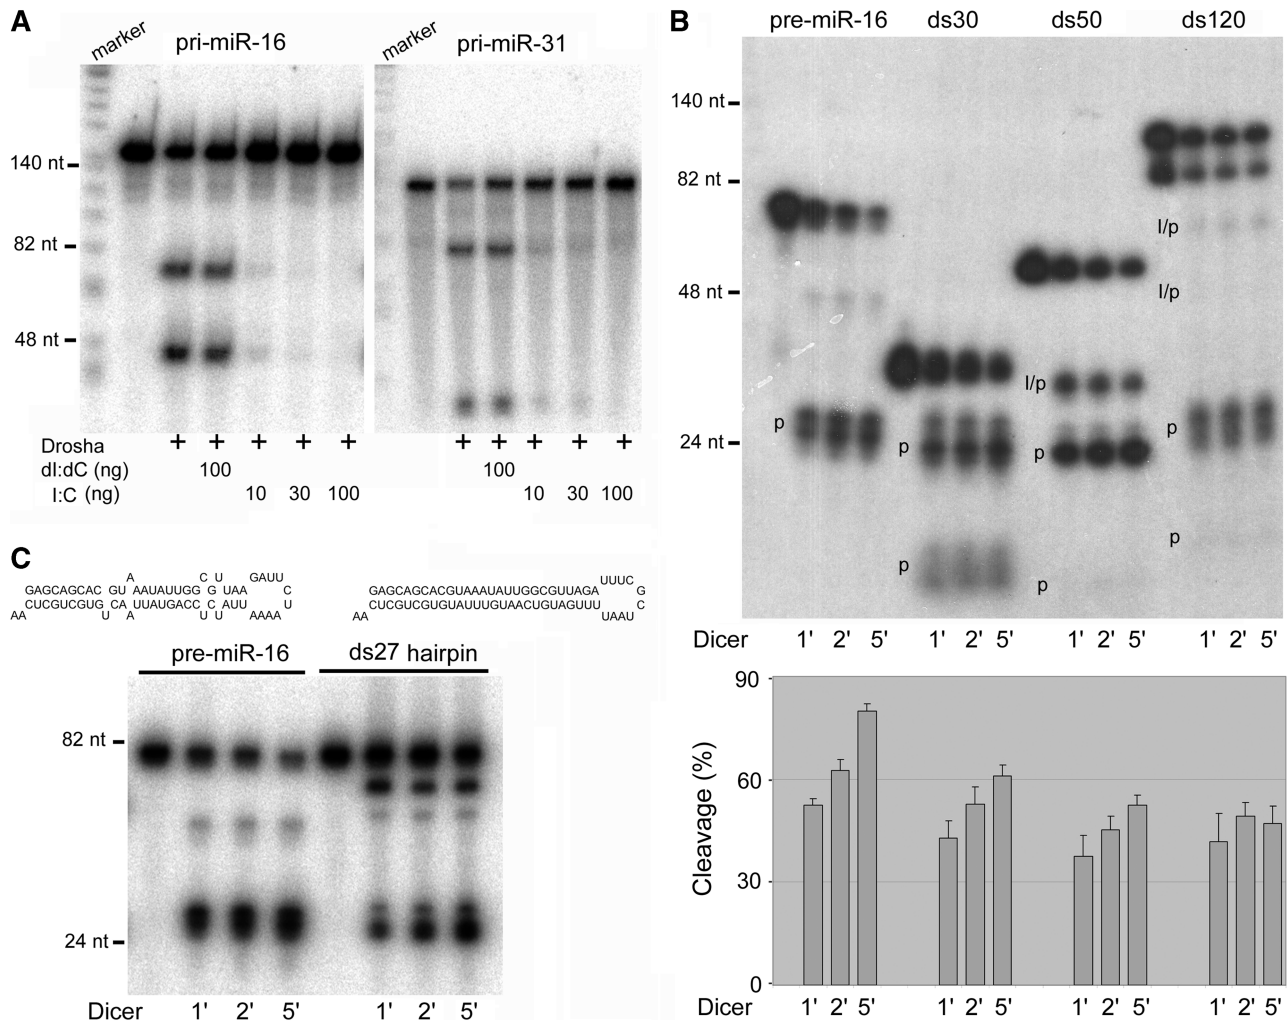 A
marker
pri-miR-16
marker
pri-miR-31
140 nt
82 nt
48 nt
Drosha + + + + + + + + + +
dI:dC (ng) 100 100
I:C (ng) 10 30 100 10 30 100
B
pre-miR-16 ds30 ds50 ds120
140 nt
82 nt
48 nt
24 nt
I/p
I/p
I/p
p
p
p
p
p
p
p
Dicer 1' 2' 5' 1' 2' 5' 1' 2' 5' 1' 2' 5'
90
60
30
0
Cleavage (%)
Dicer 1' 2' 5' 1' 2' 5' 1' 2' 5' 1' 2' 5'
C
A C U GAUU
GAGCAGCAC GU AAUAUUGG G UAA C
CUCGUCGUG CA UUAUGACC C AUU U
AA U A U U AAAA
UUUC
GAGCAGCACGUAAAUAUUGGCGUUAGA G
CUCGUCGUGUAUUUGUAACUGUAGUUU C
AA UAAU
pre-miR-16 ds27 hairpin
82 nt
24 nt
Dicer 1' 2' 5' 1' 2' 5'